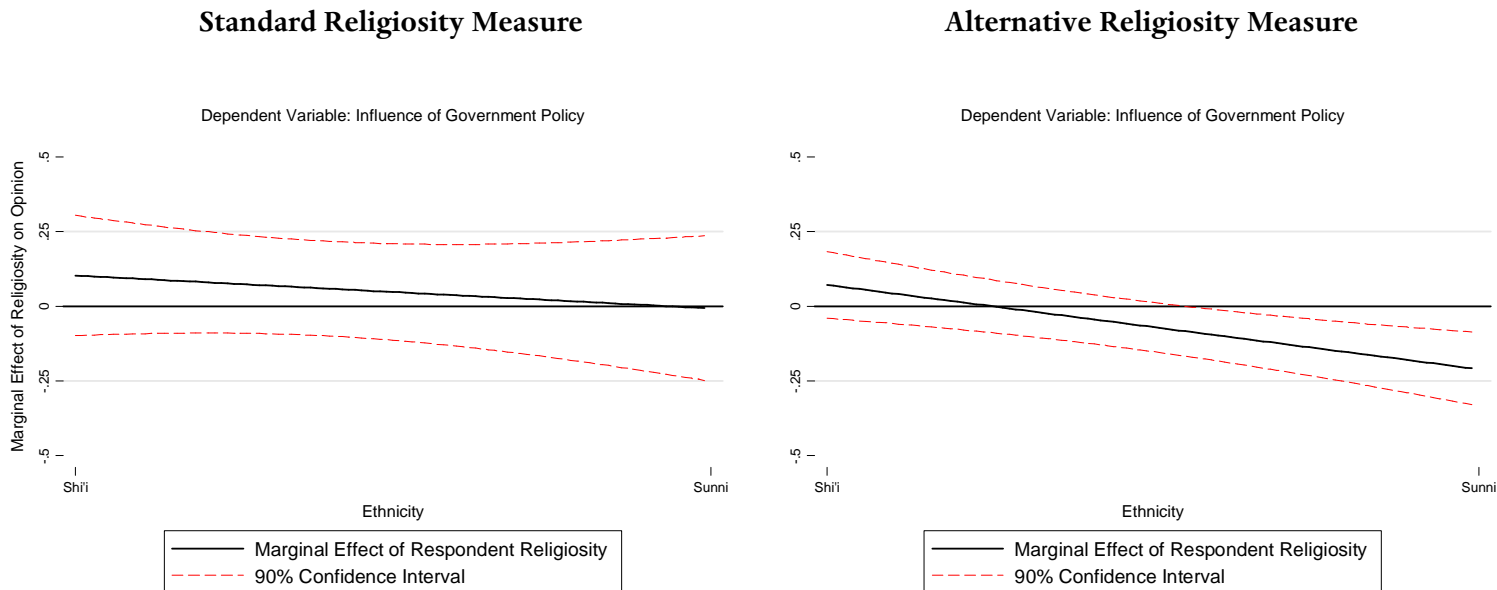 Standard Religiosity Measure
Dependent Variable: Influence of Government Policy
Marginal Effect of Religiosity on Opinion
.5
.25
0
-.25
-.5
Shi'i
Sunni
Ethnicity
Marginal Effect of Respondent Religiosity
90% Confidence Interval
Alternative Religiosity Measure
Dependent Variable: Influence of Government Policy
.5
.25
0
-.25
-.5
Shi'i
Sunni
Ethnicity
Marginal Effect of Respondent Religiosity
90% Confidence Interval